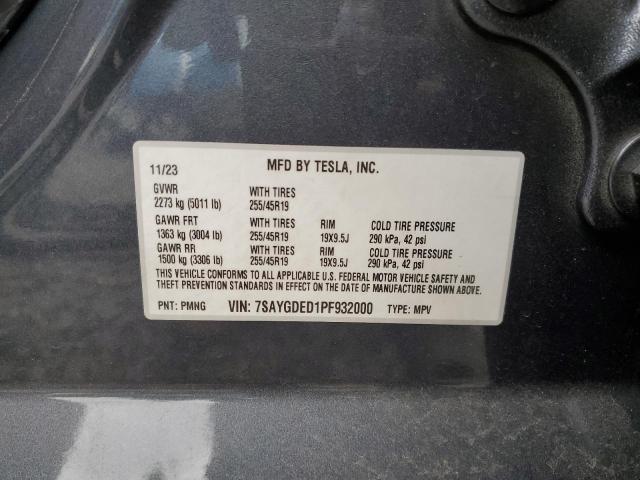 11/23 MFD BY TESLA, INC.
GVWR WITH TIRES
2273 kg (5011 lb) 255/45R19
GAWR FRT WITH TIRES RIM COLD TIRE PRESSURE
1363 kg (3004 lb) 255/45R19 19X9.5J 290 kPa, 42 psi
GAWR RR WITH TIRES RIM COLD TIRE PRESSURE
1500 kg (3306 lb) 255/45R19 19X9.5J 290 kPa, 42 psi
THIS VEHICLE CONFORMS TO ALL APPLICABLE U.S. FEDERAL MOTOR VEHICLE SAFETY AND
THEFT PREVENTION STANDARDS IN EFFECT ON THE DATE OF MANUFACTURE SHOWN ABOVE.
PNT: PMNG VIN: 7SAYGDED1PF932000 TYPE: MPV